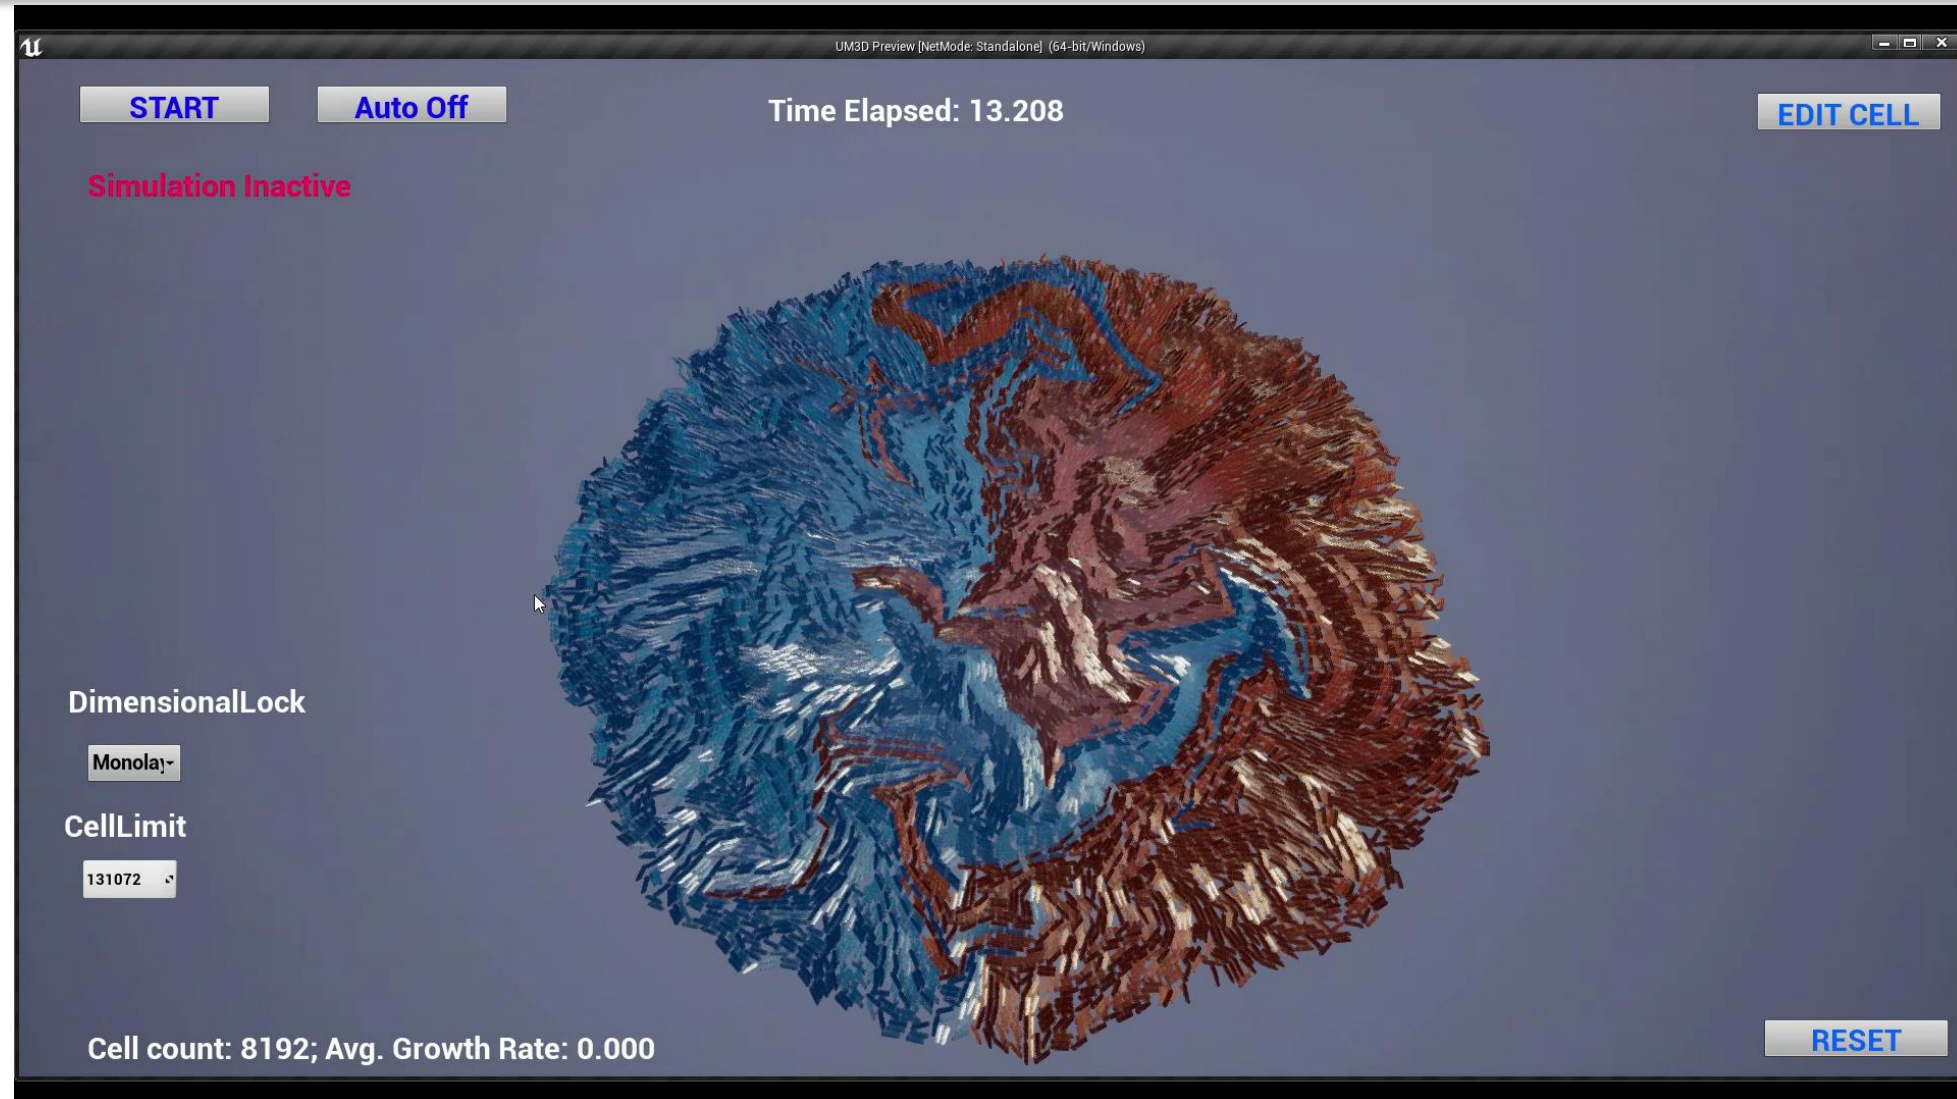 UM3D Preview [NetMode: Standalone] (64-bit/Windows)
START
Auto Off
Time Elapsed: 13.208
EDIT CELL
Simulation Inactive
DimensionalLock
Monolay
CellLimit
131072
Cell count: 8192; Avg. Growth Rate: 0.000
RESET